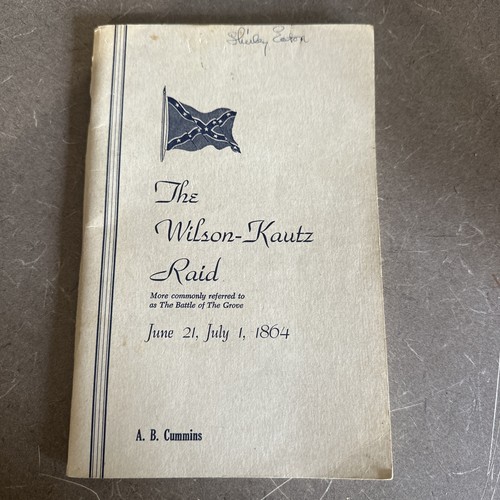 Shirley Easton
The
Wilson-Kautz
Raid
More commonly referred to
as The Battle of The Grove
June 21, July 1, 1864
A. B. Cummins